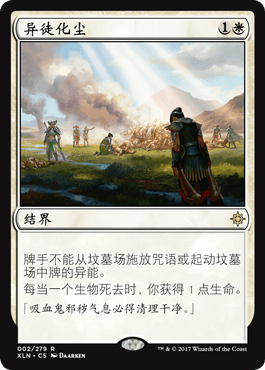 异徒化尘 1
结界
牌手不能从坟墓场施放咒语或起动坟墓
场中牌的异能。
每当一个生物死去时，你获得1点生命。
「吸血鬼邪秽气息必得清理干净。」
002/279 R
XLN • CS DAARKEN
™ & © 2017 Wizards of the Coast